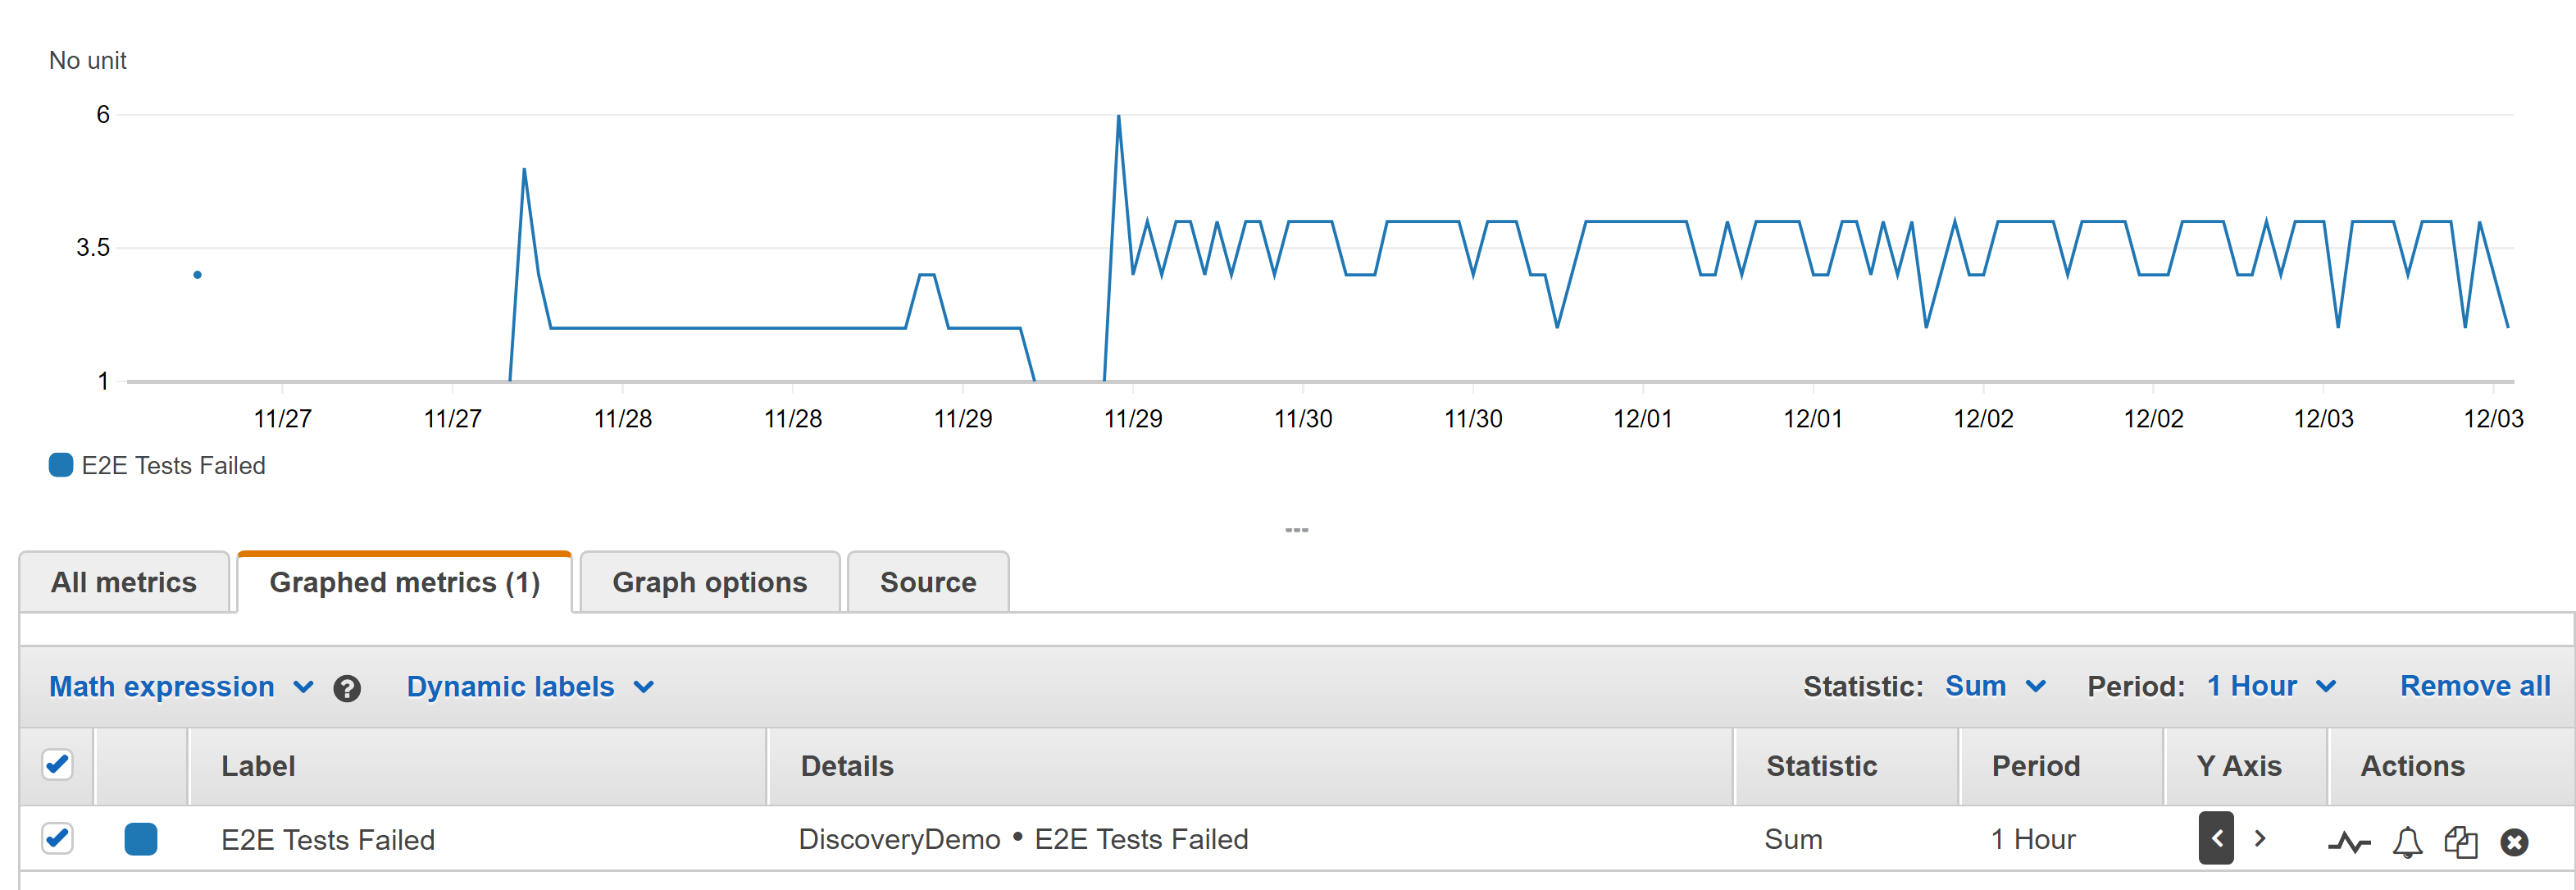 No unit
6
3.5
1
11/27 11/27 11/28 11/28 11/29 11/29 11/30 11/30 12/01 12/01 12/02 12/02 12/03 12/03
E2E Tests Failed
All metrics Graphed metrics (1) Graph options Source
Math expression ? Dynamic labels Statistic: Sum Period: 1 Hour Remove all
Label Details Statistic Period Y Axis Actions
E2E Tests Failed DiscoveryDemo • E2E Tests Failed Sum 1 Hour